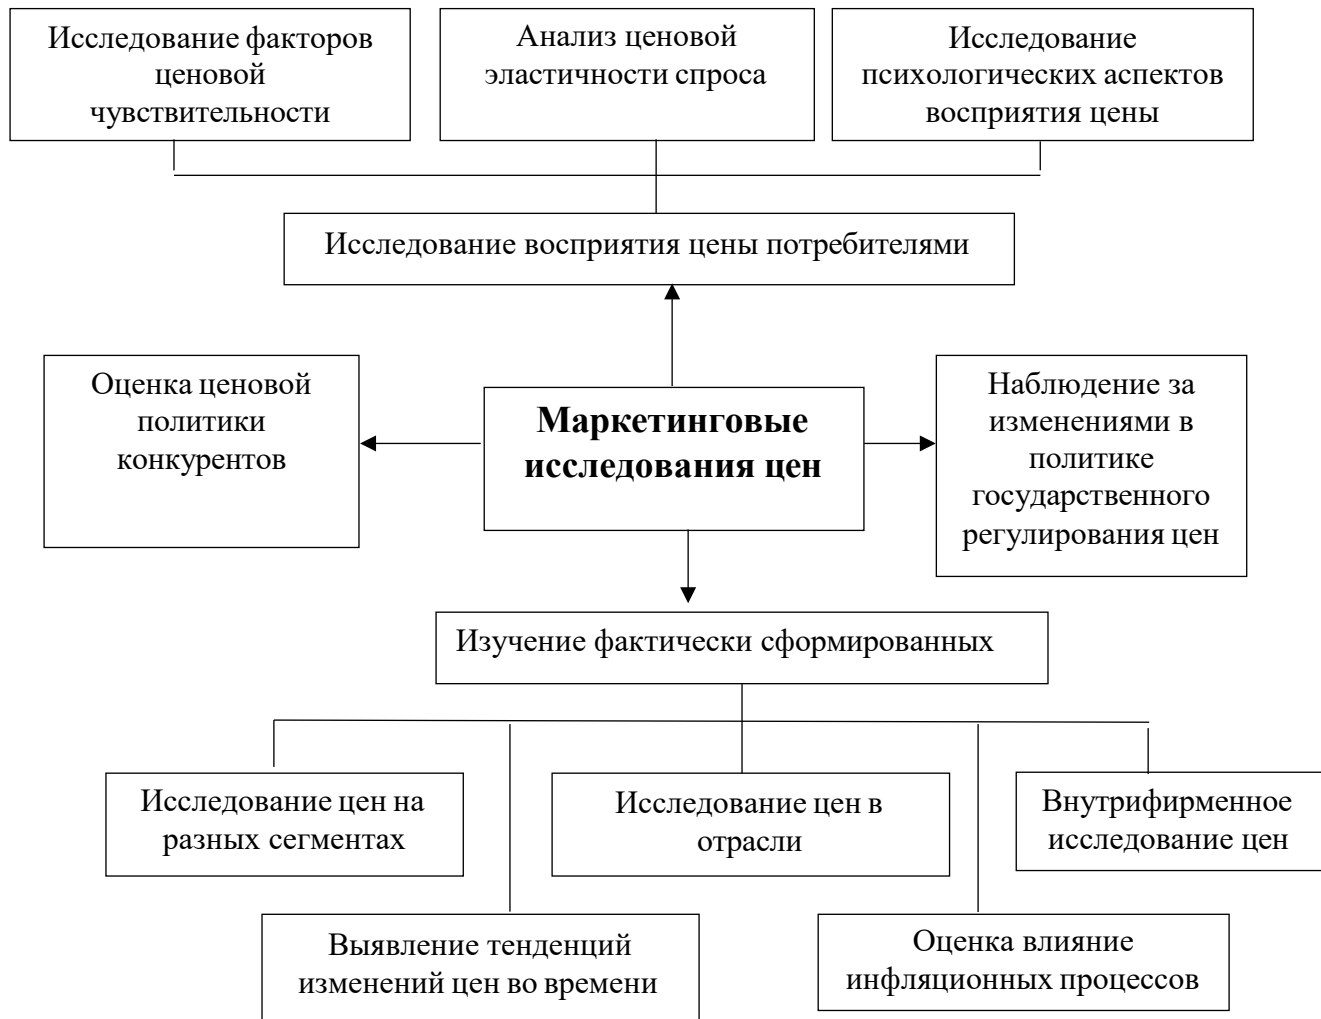 Исследование факторов
ценовой
чувствительности
Анализ ценовой
эластичности спроса
Исследование
психологических аспектов
восприятия цены
Исследование восприятия цены потребителями
Оценка ценовой
политики
конкурентов
Маркетинговые
исследования цен
Наблюдение за
изменениями в
политике
государственного
регулирования цен
Изучение фактически сформированных
Исследование цен на
разных сегментах
Исследование цен в
отрасли
Внутрифирменное
исследование цен
Выявление тенденций
изменений цен во времени
Оценка влияние
инфляционных процессов